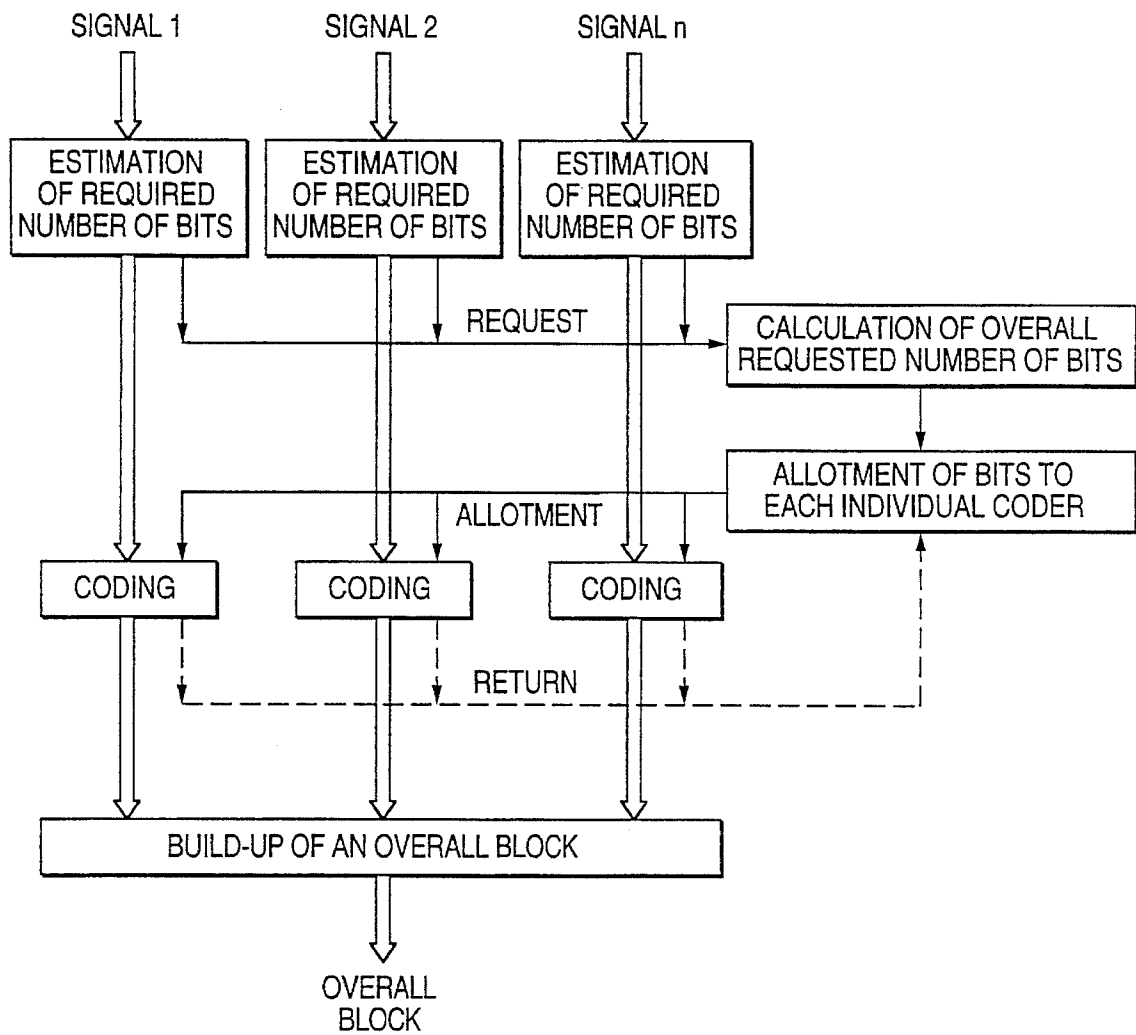 SIGNAL 1
SIGNAL 2
SIGNAL n
ESTIMATION
OF REQUIRED
NUMBER OF BITS
ESTIMATION
OF REQUIRED
NUMBER OF BITS
ESTIMATION
OF REQUIRED
NUMBER OF BITS
REQUEST
CALCULATION OF OVERALL
REQUESTED NUMBER OF BITS
ALLOTMENT OF BITS TO
EACH INDIVIDUAL CODER
ALLOTMENT
CODING
CODING
CODING
RETURN
BUILD-UP OF AN OVERALL BLOCK
OVERALL
BLOCK